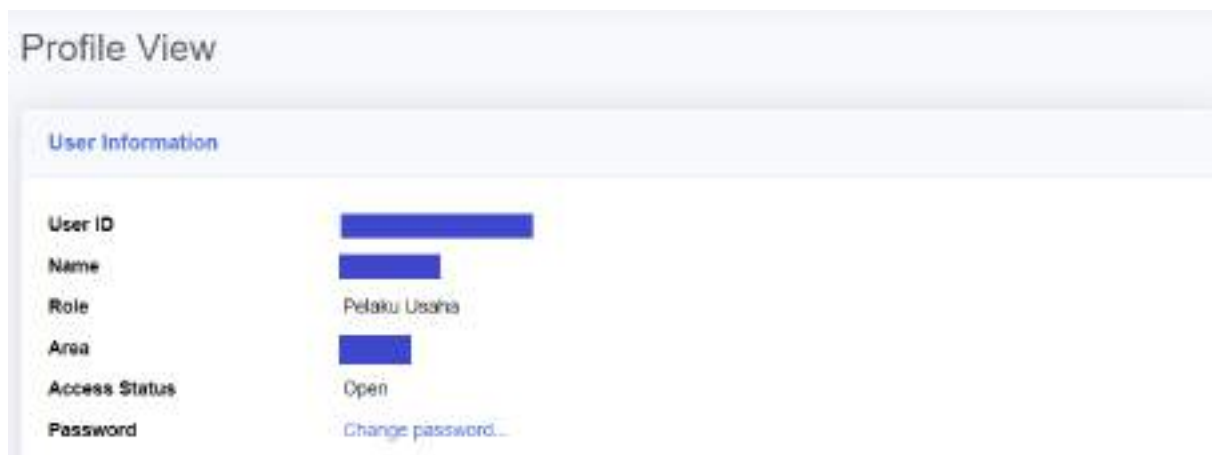 Profile View
User Information
User ID
Name
Role Pelaku Usaha
Area
Access Status Open
Password Change password...